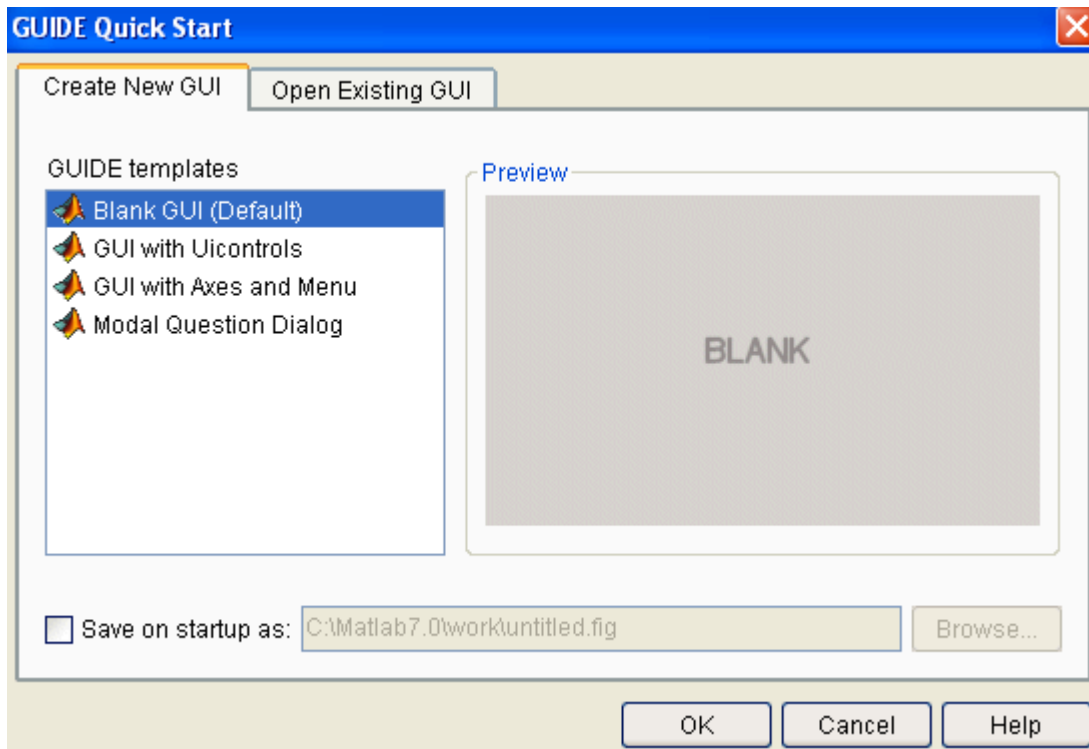 GUIDE Quick Start
Create New GUI
Open Existing GUI
GUIDE templates
Blank GUI (Default)
GUI with Uicontrols
GUI with Axes and Menu
Modal Question Dialog
Preview
BLANK
Save on startup as: C:\Matlab7.0\work\untitled.fig Browse...
OK Cancel Help